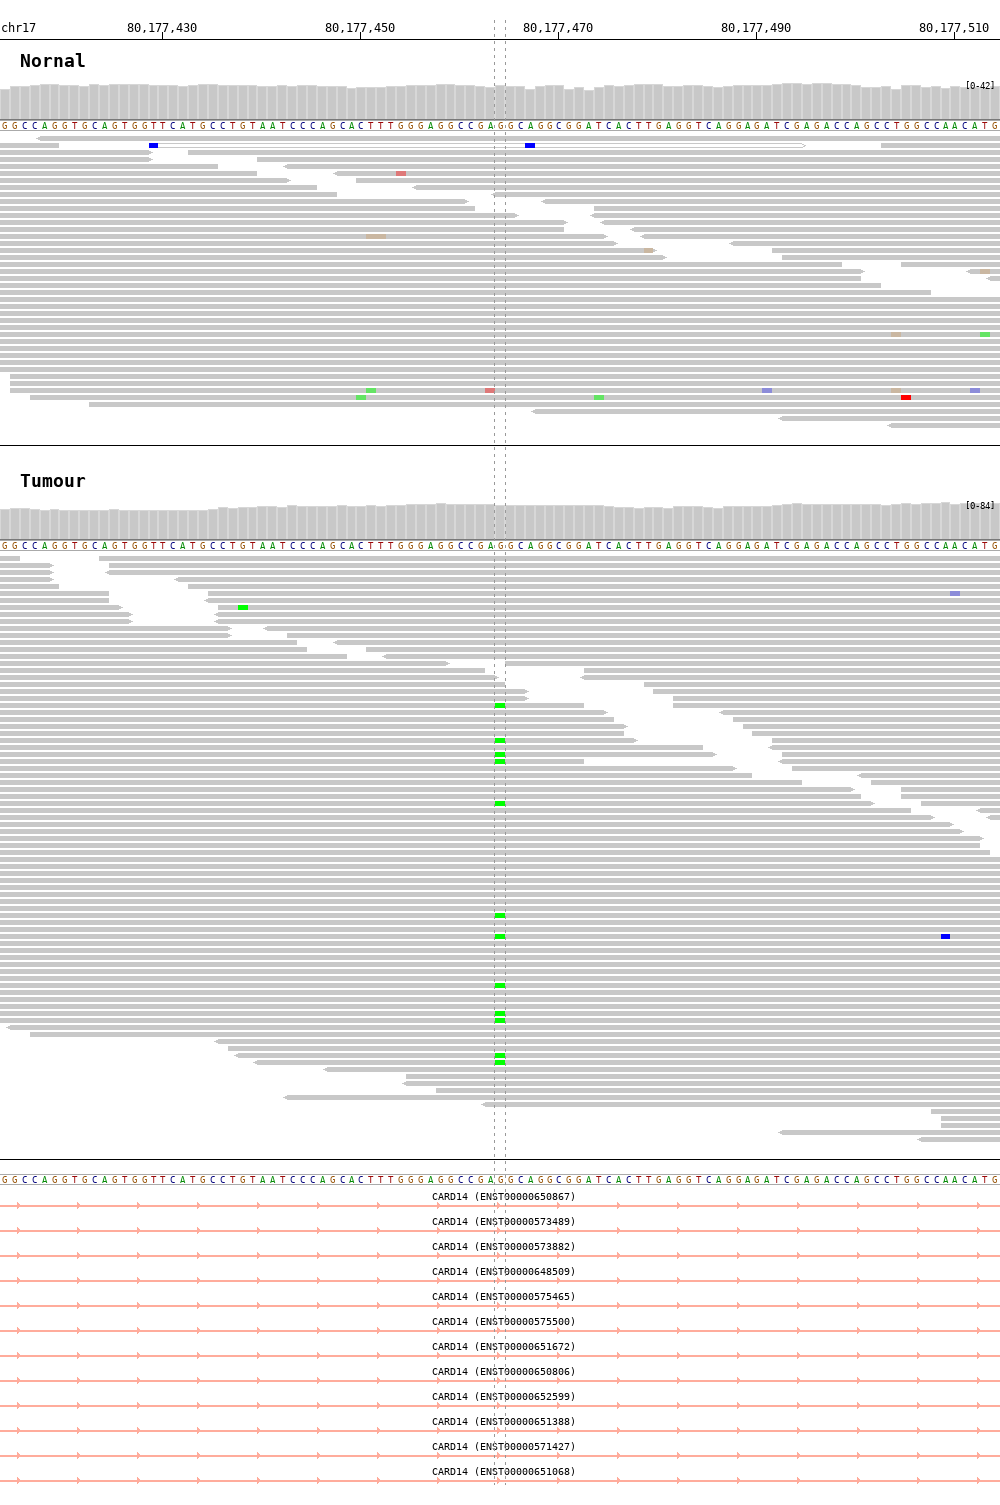 chr17 80,177,430 80,177,450 80,177,470 80,177,490 80,177,510
Nornal
[0-42]
GGCCAGGTGCAGTGGTTCATGCCTGTAATCCCAGCACTTTGGGAGGCCGAGGCAGGCGGATCACTTGAGGTCAGGAGATCGAGACCAGCCTGGCCAACATG
Tumour
[0-84]
GGCCAGGTGCAGTGGTTCATGCCTGTAATCCCAGCACTTTGGGAGGCCGAGGCAGGCGGATCACTTGAGGTCAGGAGATCGAGACCAGCCTGGCCAACATG
GGCCAGGTGCAGTGGTTCATGCCTGTAATCCCAGCACTTTGGGAGGCCGAGGCAGGCGGATCACTTGAGGTCAGGAGATCGAGACCAGCCTGGCCAACATG
CARD14 (ENST00000650867)
CARD14 (ENST00000573489)
CARD14 (ENST00000573882)
CARD14 (ENST00000648509)
CARD14 (ENST00000575465)
CARD14 (ENST00000575500)
CARD14 (ENST00000651672)
CARD14 (ENST00000650806)
CARD14 (ENST00000652599)
CARD14 (ENST00000651388)
CARD14 (ENST00000571427)
CARD14 (ENST00000651068)